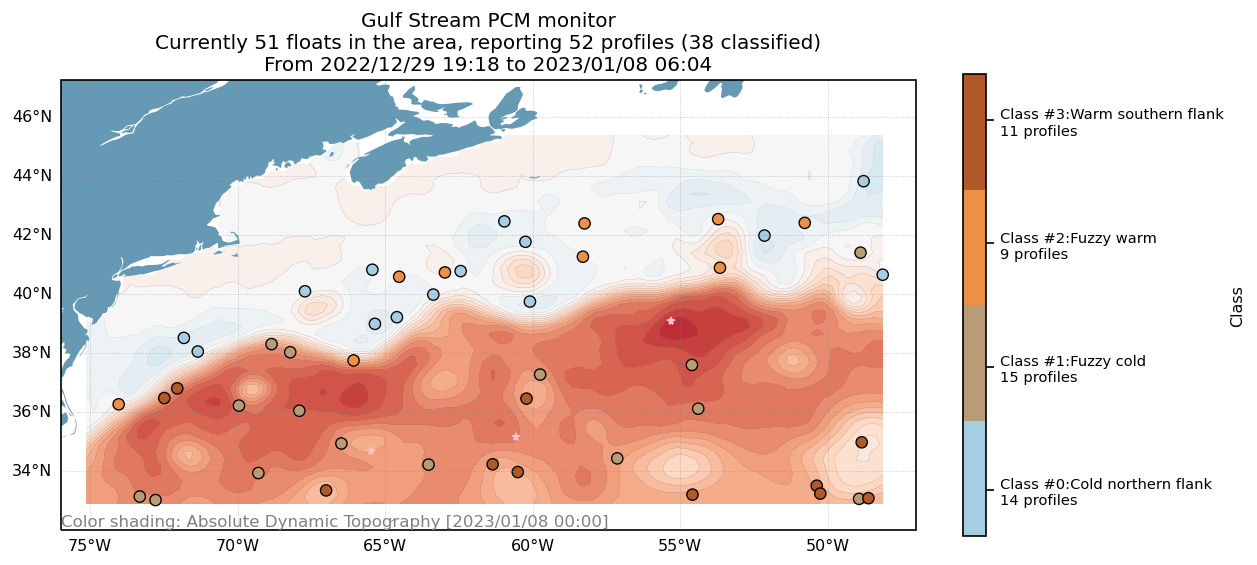 Gulf Stream PCM monitor
Currently 51 floats in the area, reporting 52 profiles (38 classified)
From 2022/12/29 19:18 to 2023/01/08 06:04
46°N
44°N
42°N
40°N
38°N
36°N
34°N
Color shading: Absolute Dynamic Topography [2023/01/08 00:00]
75°W
70°W
65°W
60°W
55°W
50°W
Class #3:Warm southern flank
11 profiles
Class #2:Fuzzy warm
9 profiles
Class #1:Fuzzy cold
15 profiles
Class #0:Cold northern flank
14 profiles
Class